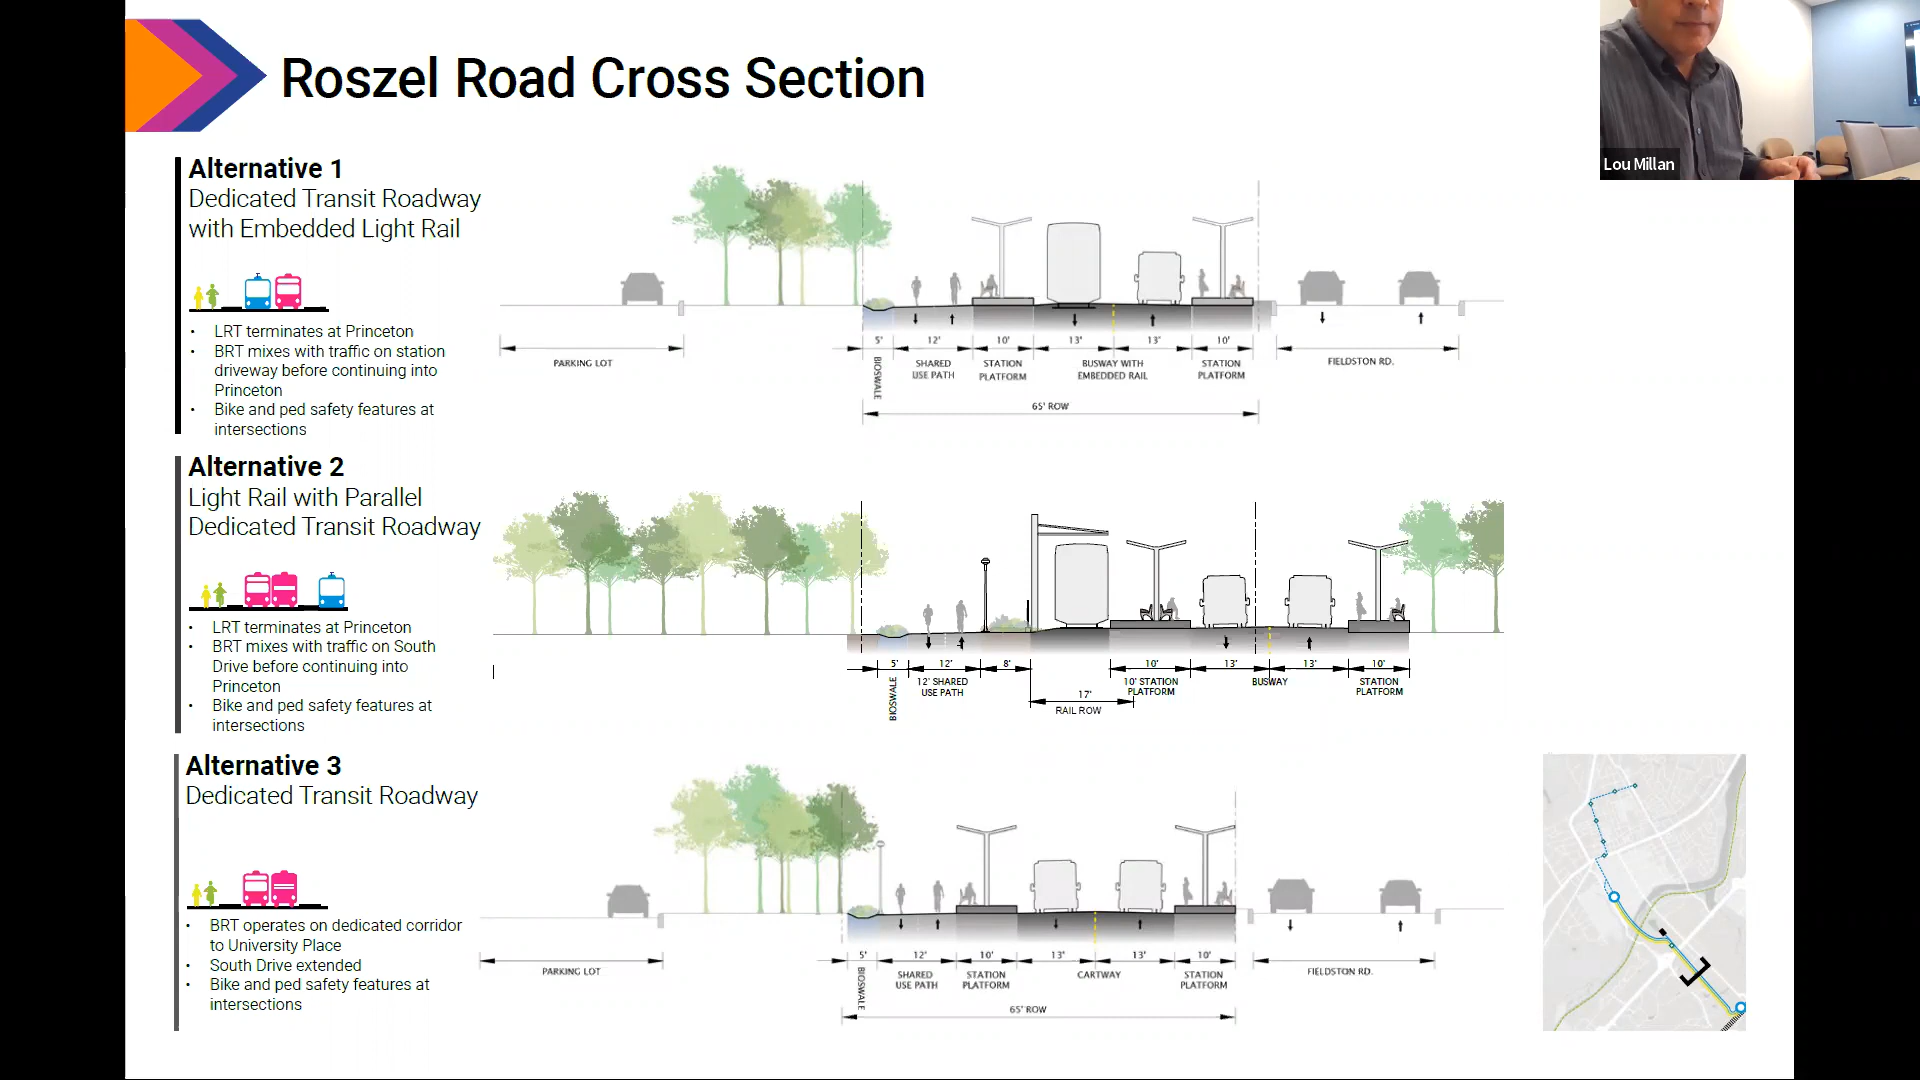 Roszel Road Cross Section
Lou Millan
Alternative 1
Dedicated Transit Roadway
with Embedded Light Rail
• LRT terminates at Princeton
• BRT mixes with traffic on station
driveway before continuing into
Princeton
• Bike and ped safety features at
intersections
5' 12' 10' 13' 13' 10'
PARKING LOT
BIOSWALE
SHARED
USE PATH
STATION
PLATFORM
BUSWAY WITH
EMBEDDED RAIL
STATION
PLATFORM
FIELDSTON RD.
65' ROW
Alternative 2
Light Rail with Parallel
Dedicated Transit Roadway
• LRT terminates at Princeton
• BRT mixes with traffic on South
Drive before continuing into
Princeton
• Bike and ped safety features at
intersections
5' 12' 8' 10' 13' 13' 10'
BIOSWALE
12' SHARED
USE PATH
17'
RAIL ROW
10' STATION
PLATFORM
BUSWAY
STATION
PLATFORM
Alternative 3
Dedicated Transit Roadway
• BRT operates on dedicated corridor
to University Place
• South Drive extended
• Bike and ped safety features at
intersections
5' 12' 10' 13' 13' 10'
PARKING LOT
BIOSWALE
SHARED
USE PATH
STATION
PLATFORM
CARTWAY
STATION
PLATFORM
FIELDSTON RD.
65' ROW